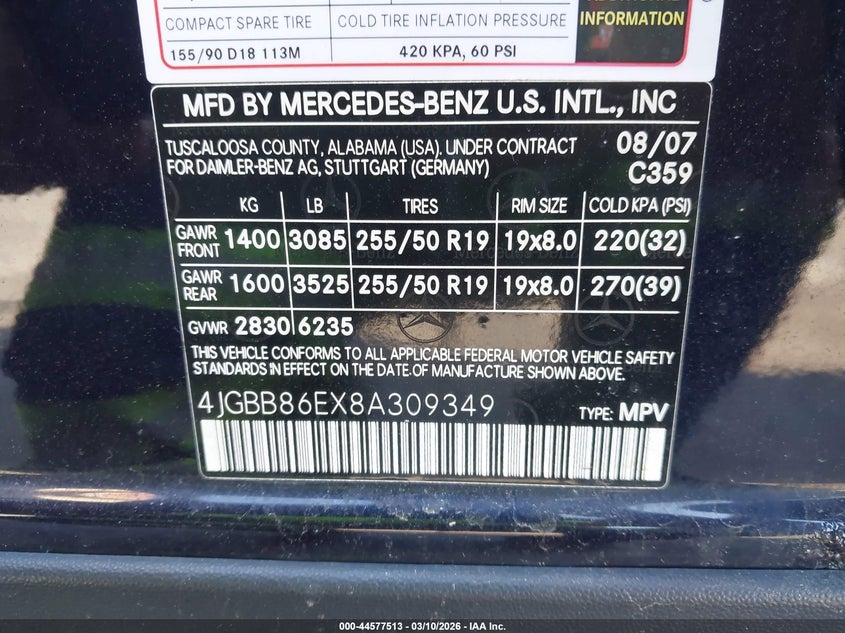 COMPACT SPARE TIRE COLD TIRE INFLATION PRESSURE
INFORMATION
155/90 D18 113M 420 KPA, 60 PSI
MFD BY MERCEDES-BENZ U.S. INTL., INC
TUSCALOOSA COUNTY, ALABAMA (USA). UNDER CONTRACT 08/07
FOR DAIMLER-BENZ AG, STUTTGART (GERMANY) C359
KG LB TIRES RIM SIZE COLD KPA (PSI)
GAWR FRONT 1400 3085 255/50 R19 19x8.0 220(32)
GAWR REAR 1600 3525 255/50 R19 19x8.0 270(39)
GVWR 2830 6235
THIS VEHICLE CONFORMS TO ALL APPLICABLE FEDERAL MOTOR VEHICLE SAFETY
STANDARDS IN EFFECT ON THE DATE OF MANUFACTURE SHOWN ABOVE.
4JGBB86EX8A309349 TYPE: MPV
000-44577513 — 03/10/2026 — IAA Inc.